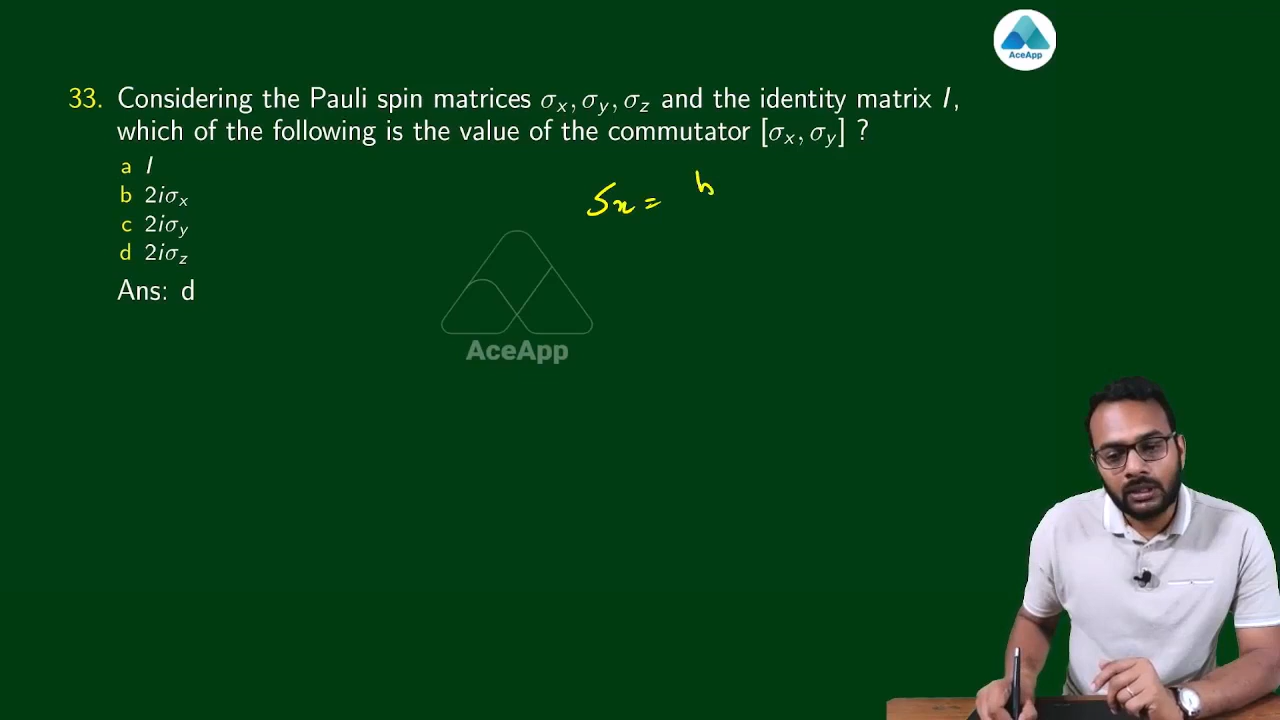 AceApp
33. Considering the Pauli spin matrices σx, σy, σz and the identity matrix I,
which of the following is the value of the commutator [σx, σy] ?
a I
b 2iσx
c 2iσy
d 2iσz
Ans: d
Sx =
AceApp